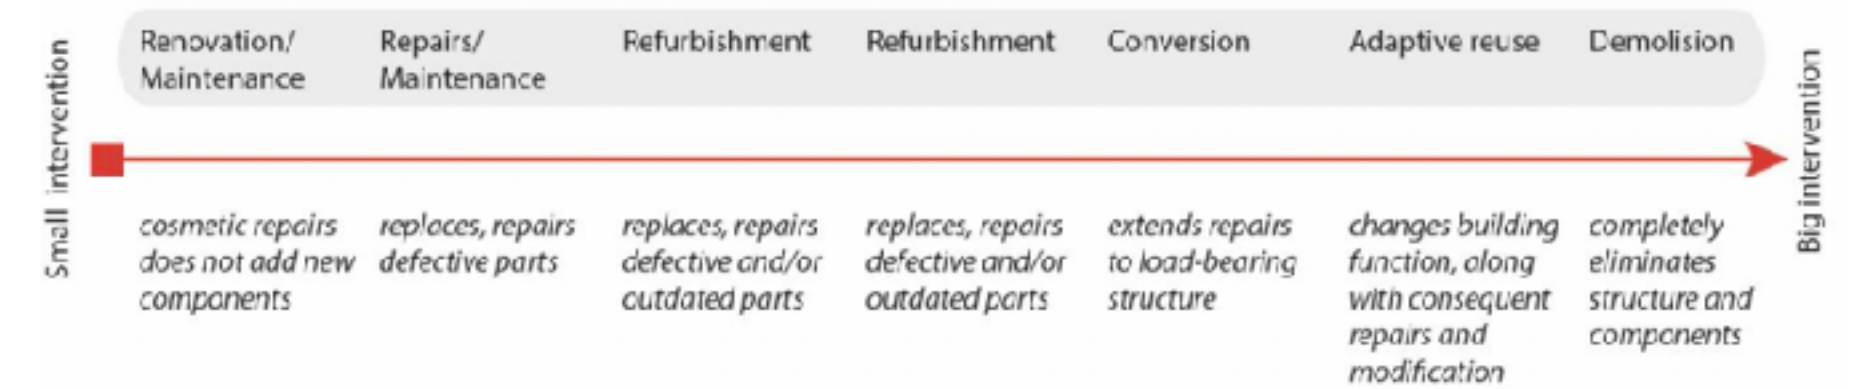 Small intervention
Renovation/
Maintenance
Repairs/
Maintenance
Refurbishment
Refurbishment
Conversion
Adaptive reuse
Demolision
cosmetic repairs
does not add new
components
replaces, repairs
defective parts
replaces, repairs
defective and/or
outdated parts
replaces, repairs
defective and/or
outdated parts
extends repairs
to load-bearing
structure
changes building
function, along
with consequent
repairs and
modification
completely
eliminates
structure and
components
Big intervention